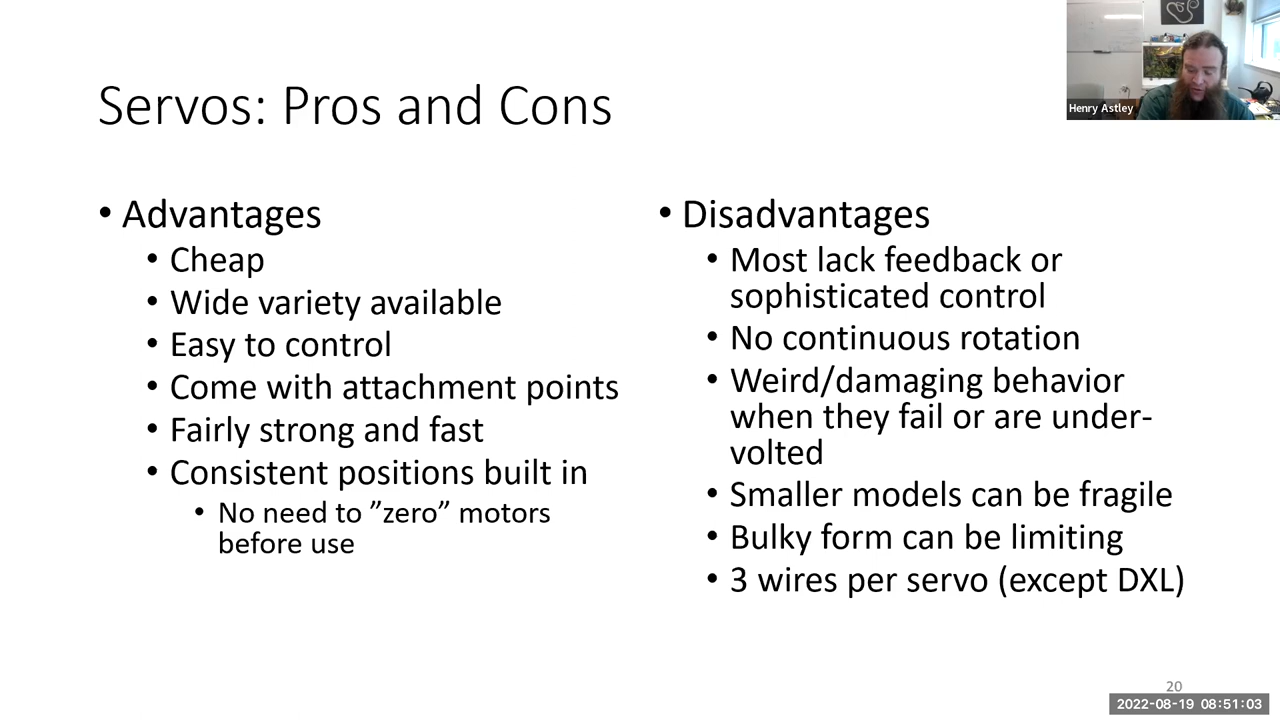 Henry Astley
Servos: Pros and Cons
• Advantages
• Cheap
• Wide variety available
• Easy to control
• Come with attachment points
• Fairly strong and fast
• Consistent positions built in
• No need to ”zero” motors
before use
• Disadvantages
• Most lack feedback or
sophisticated control
• No continuous rotation
• Weird/damaging behavior
when they fail or are under-
volted
• Smaller models can be fragile
• Bulky form can be limiting
• 3 wires per servo (except DXL)
20
2022-08-19 08:51:03